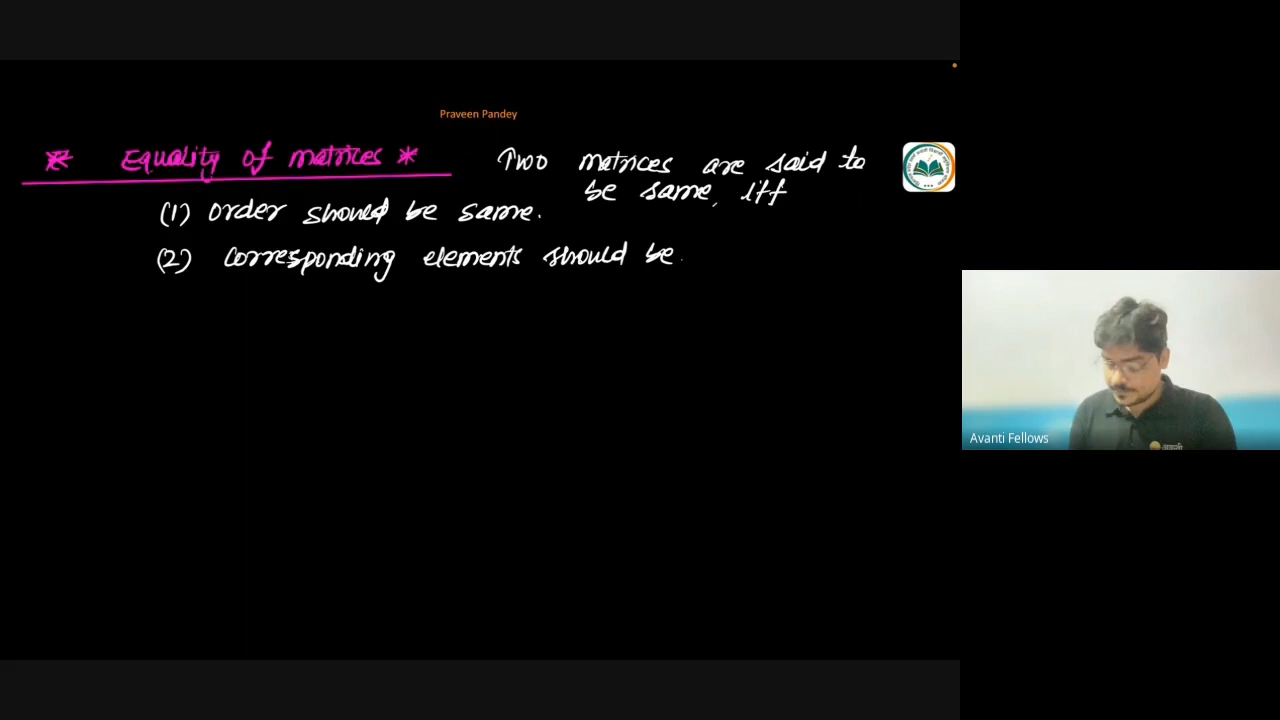 Praveen Pandey
* Equality of matrices * Two matrices are said to
be same, iff
(1) order should be same.
(2) corresponding elements should be.
Avanti Fellows